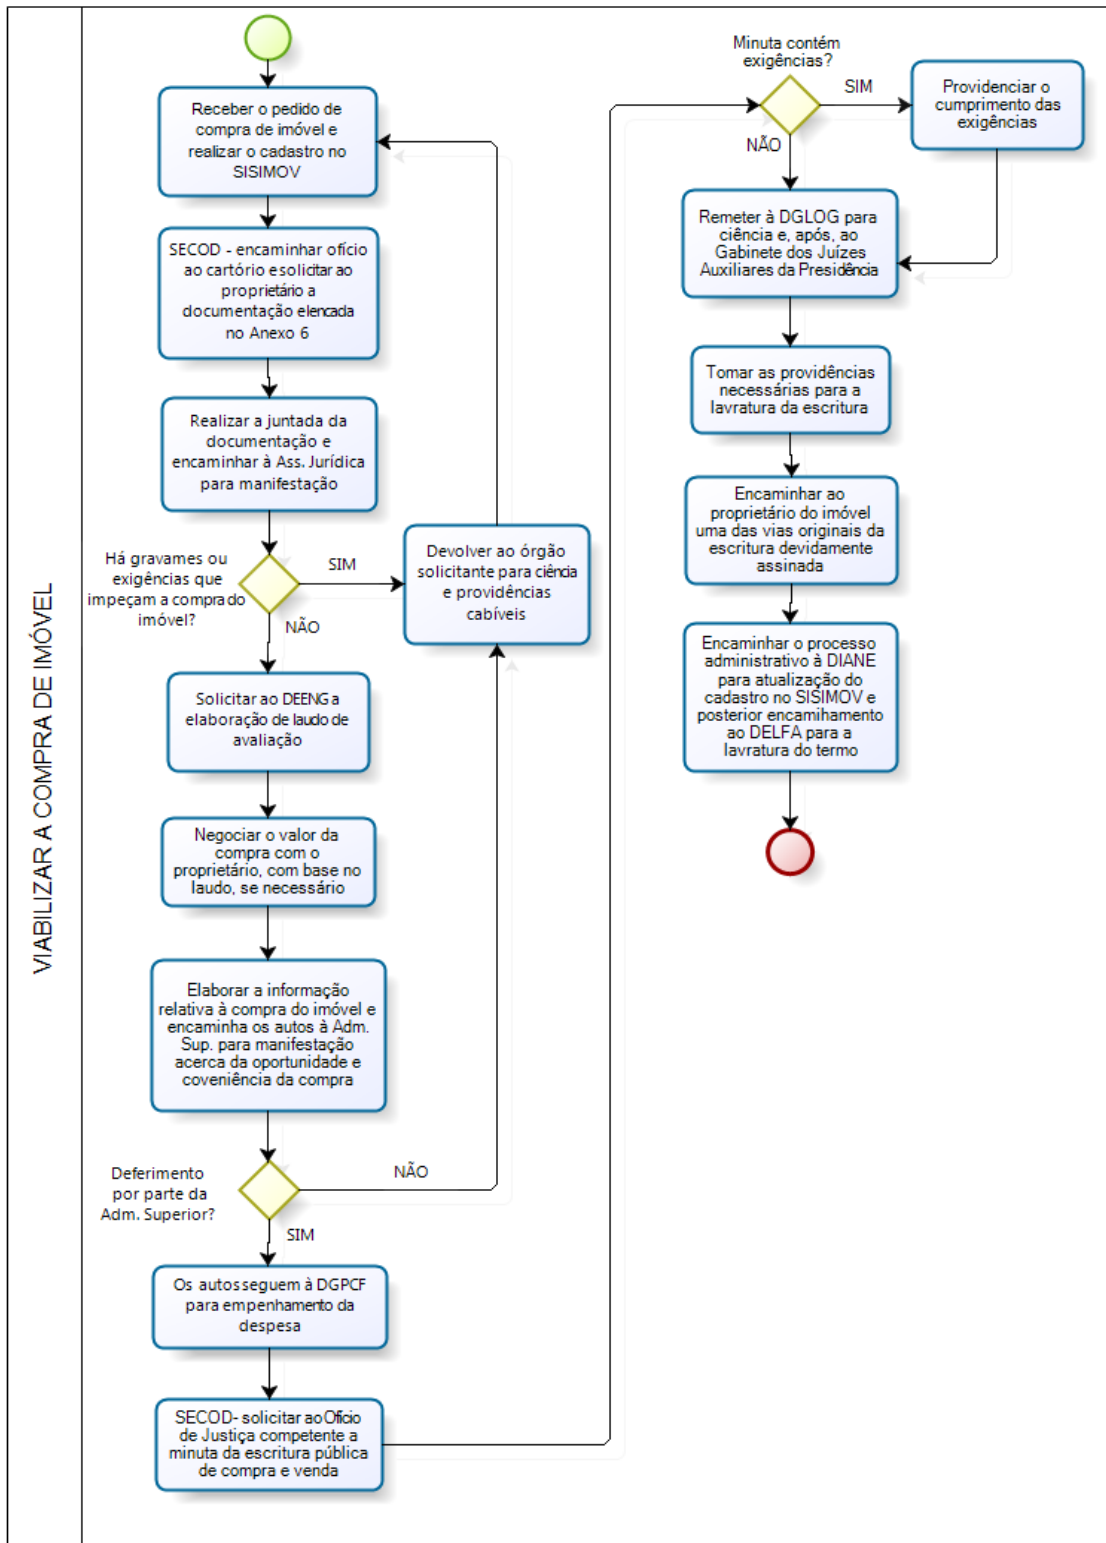 VIABILIZAR A COMPRA DE IMÓVEL
Receber o pedido de
compra de imóvel e
realizar o cadastro no
SISIMOV
SECOD - encaminhar ofício
ao cartório e solicitar ao
proprietário a
documentação elencada
no Anexo 6
Realizar a juntada da
documentação e
encaminhar à Ass. Jurídica
para manifestação
Há gravames ou
exigências que
impeçam a compra do
imóvel?
SIM
NÃO
Devolver ao órgão
solicitante para ciência
e providências
cabíveis
Solicitar ao DEENG a
elaboração de laudo de
avaliação
Negociar o valor da
compra com o
proprietário, com base no
laudo, se necessário
Elaborar a informação
relativa à compra do imóvel e
encaminha os autos à Adm.
Sup. para manifestação
acerca da oportunidade e
coveniência da compra
Deferimento
por parte da
Adm. Superior?
NÃO
SIM
Os autos seguem à DGPCF
para empenhamento da
despesa
SECOD- solicitar ao Ofício
de Justiça competente a
minuta da escritura pública
de compra e venda
Minuta contém
exigências?
SIM
NÃO
Providenciar o
cumprimento das
exigências
Remeter à DGLOG para
ciência e, após, ao
Gabinete dos Juízes
Auxiliares da Presidência
Tomar as providências
necessárias para a
lavratura da escritura
Encaminhar ao
proprietário do imóvel
uma das vias originais da
escritura devidamente
assinada
Encaminhar o processo
administrativo à DIANE
para atualização do
cadastro no SISIMOV e
posterior encamihamento
ao DELFA para a
lavratura do termo